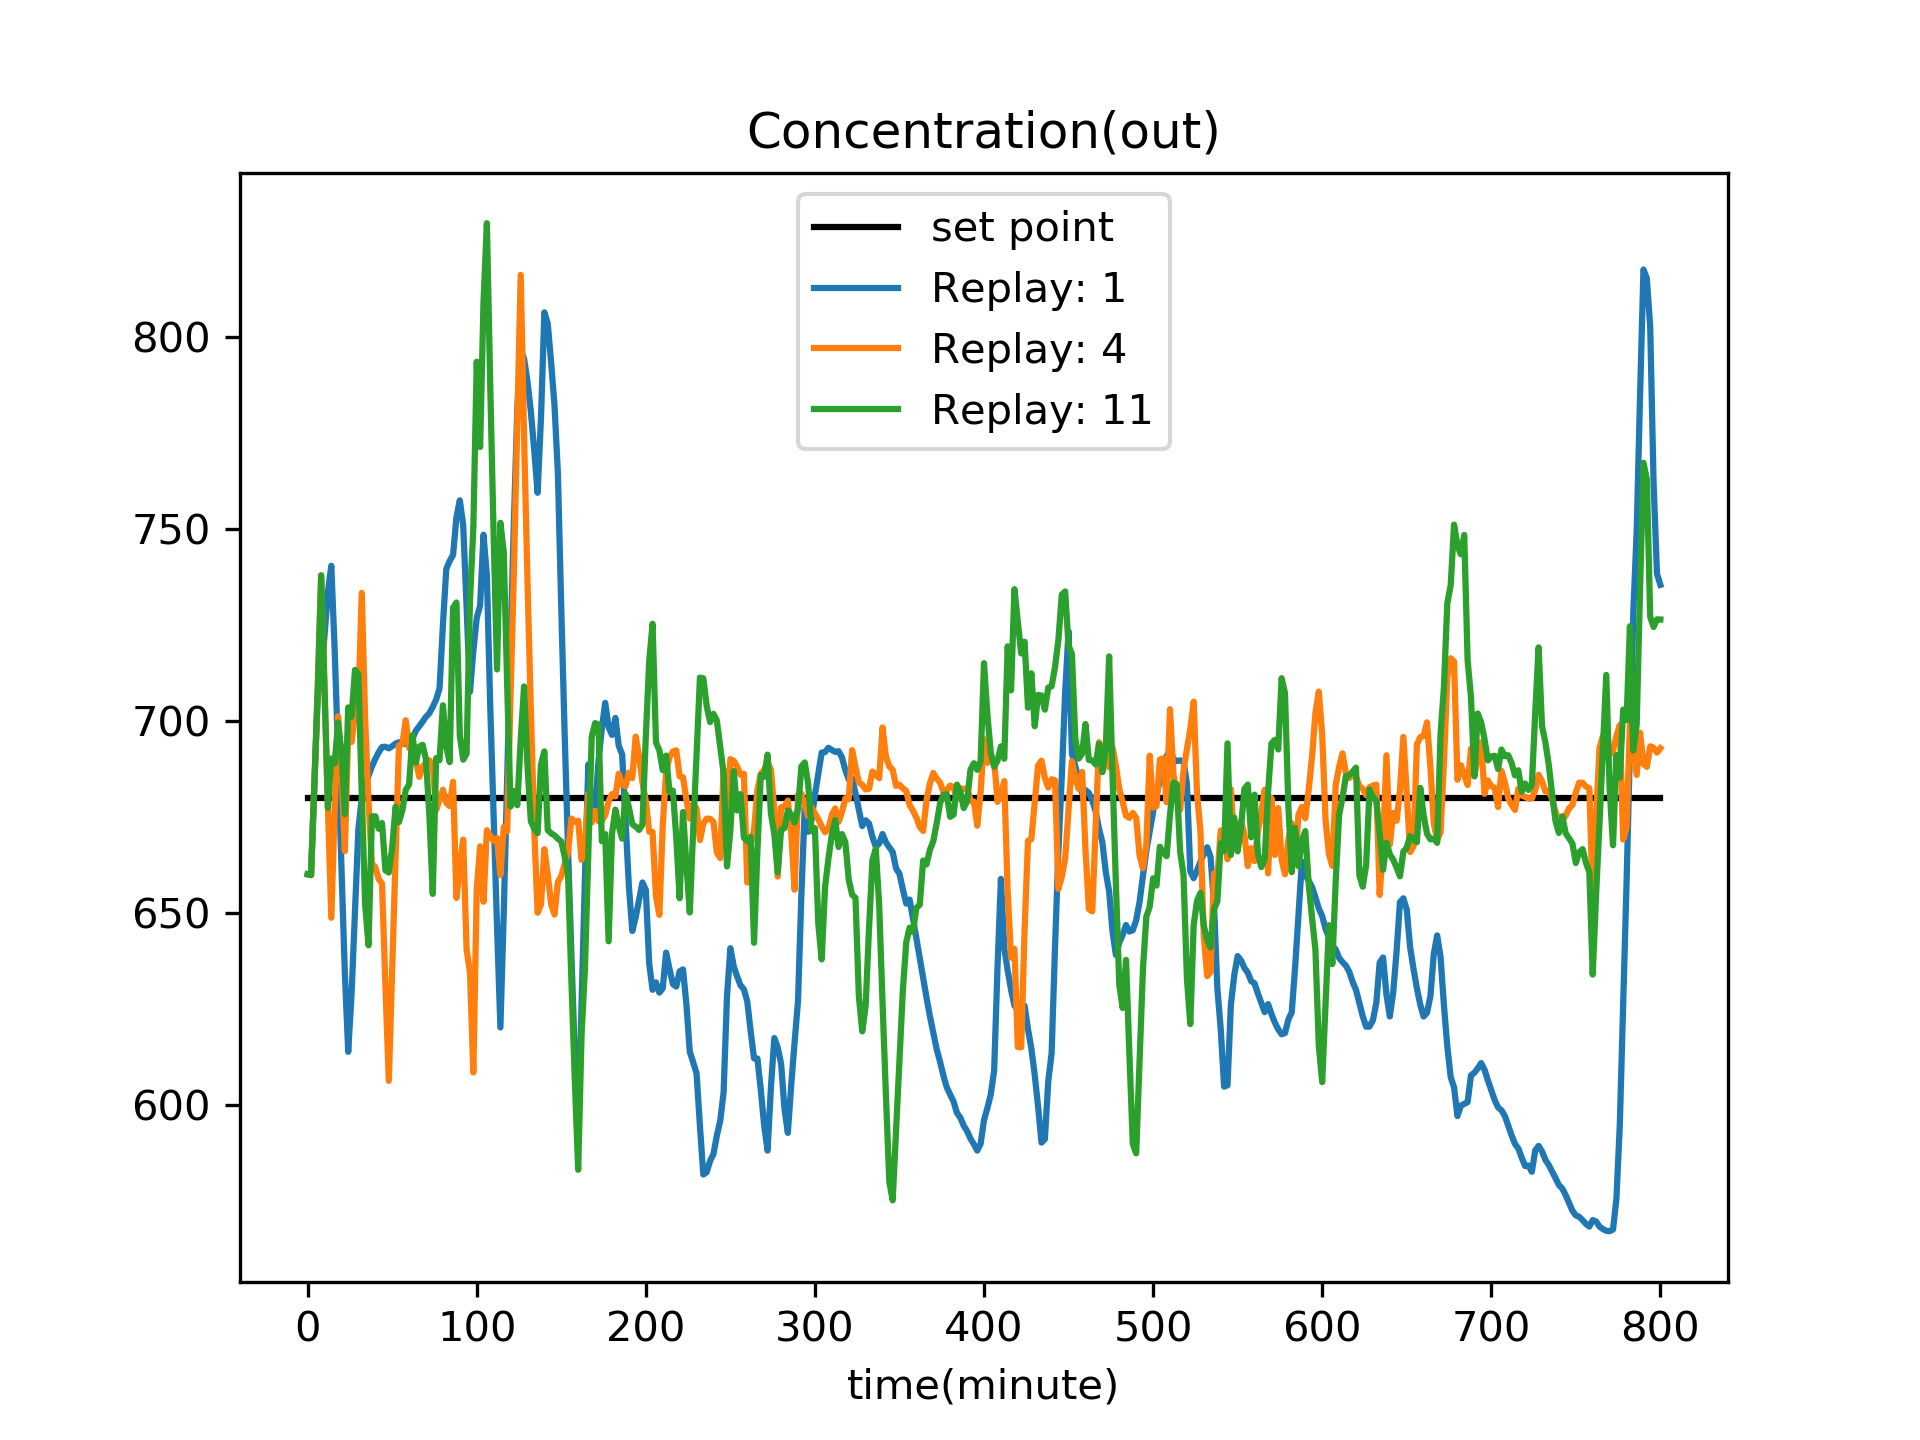 Concentration(out)
set point
Replay: 1
Replay: 4
Replay: 11
800
750
700
650
600
0 100 200 300 400 500 600 700 800
time(minute)